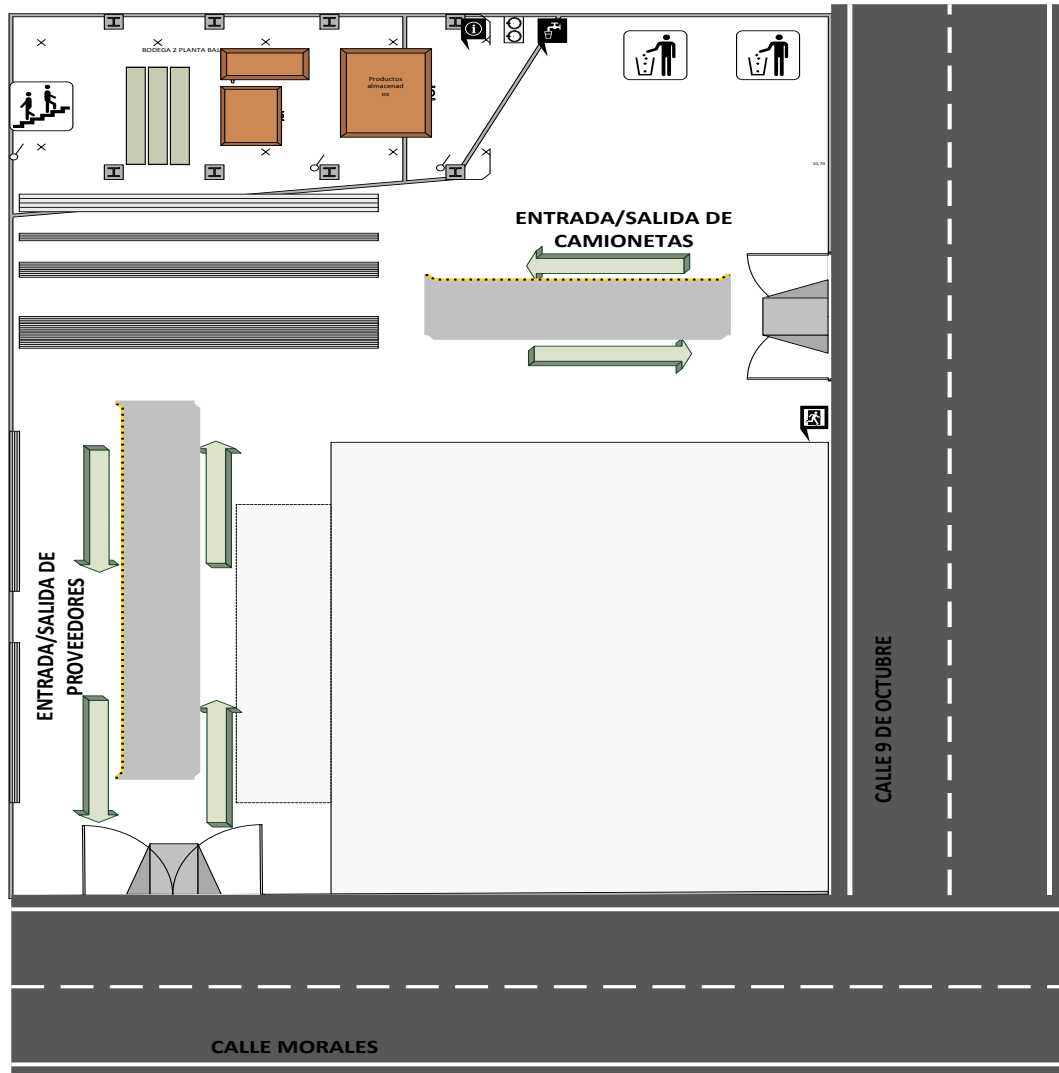 BODEGA 2 PLANTA BAJ
Productos
almacenad
os
10,70
ENTRADA/SALIDA DE
CAMIONETAS
ENTRADA/SALIDA DE
PROVEEDORES
CALLE 9 DE OCTUBRE
CALLE MORALES